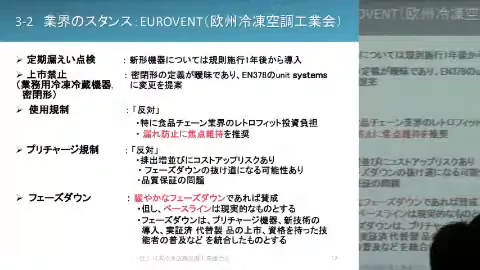 3-2 業界のスタンス：EUROVENT（欧州冷凍空調工業会）
➢ 定期漏えい点検 ：新形機器については規則施行1年後から導入
➢ 上市禁止 ：密閉形の定義が曖昧であり、EN378のunit systems
（業務用冷凍冷蔵機器, に変更を提案
密閉形）
➢ 使用規制 ：「反対」
・特に食品チェーン業界のレトロフィット投資負担
・漏れ防止に焦点維持を推奨
➢ プリチャージ規制 ：「反対」
・排出増並びにコストアップリスクあり
・フェーズダウンの抜け道になる可能性あり
・品質保証の問題
➢ フェーズダウン ：緩やかなフェーズダウンであれば賛成
・但し、ベースラインは現実的なものとする
・フェーズダウンは、プリチャージ機器、新技術の
導入、実証済 代替製 品の上市、資格を持った技
能者の普及など を統合したものとする